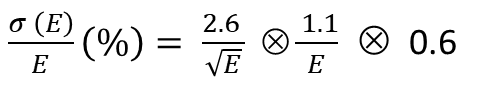 σ (E)/E (%) = 2.6/√E ⊗ 1.1/E ⊗ 0.6